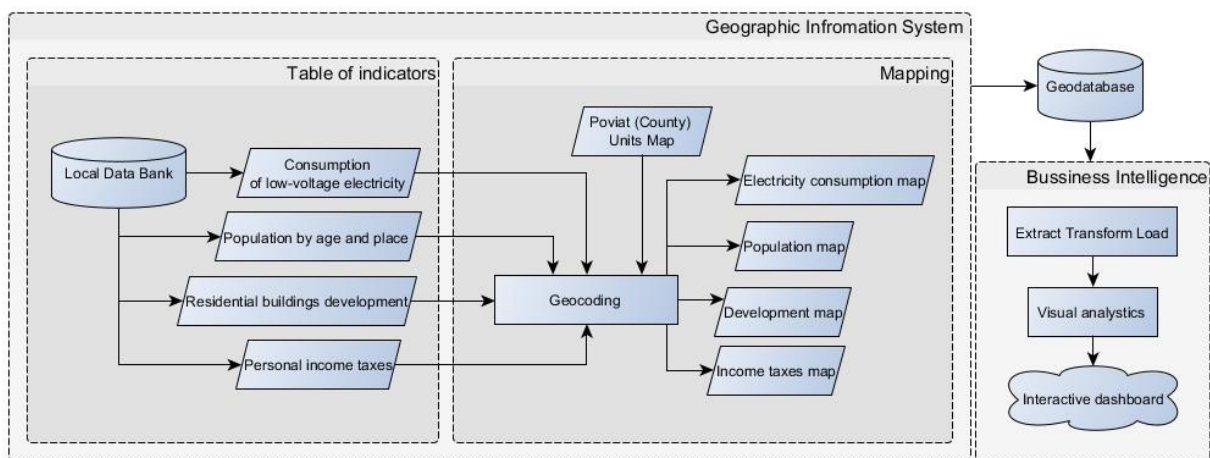 Geographic Infromation System
Table of indicators
Local Data Bank
Consumption
of low-voltage electricity
Population by age and place
Residential buildings development
Personal income taxes
Mapping
Poviat (County)
Units Map
Geocoding
Electricity consumption map
Population map
Development map
Income taxes map
Geodatabase
Bussiness Intelligence
Extract Transform Load
Visual analystics
Interactive dashboard